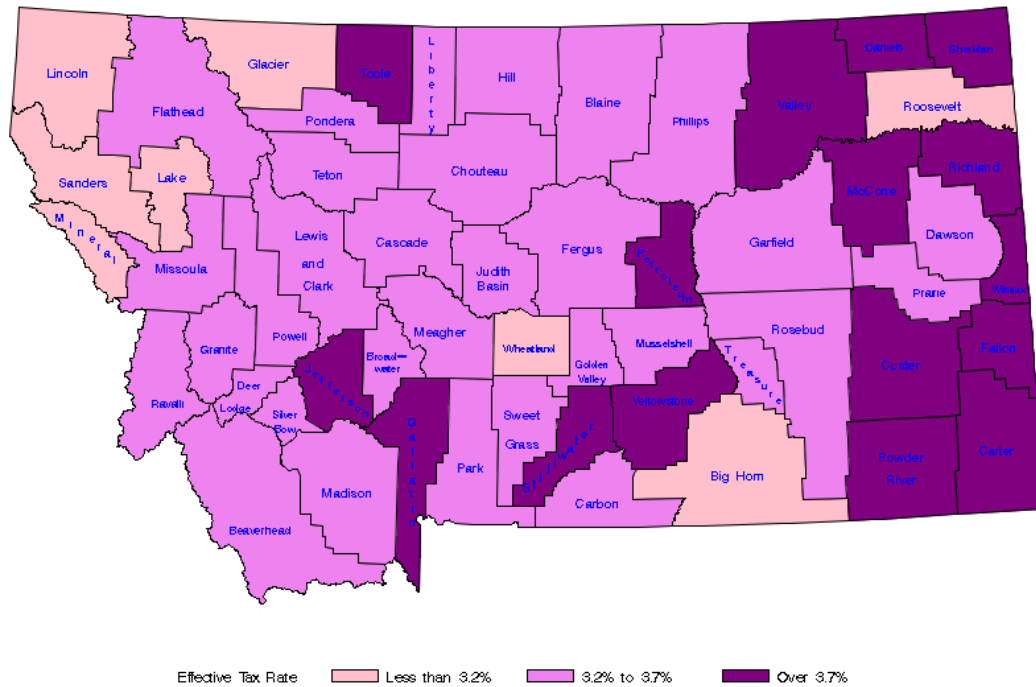 Lincoln
Flathead
Glacier
Toole
Liberty
Hill
Blaine
Phillips
Valley
Daniels
Sheridan
Roosevelt
Pondera
Teton
Chouteau
Sanders
Lake
Mineral
Missoula
Lewis
and
Clark
Cascade
Judith
Basin
Fergus
Petroleum
Garfield
McCone
Richland
Dawson
Wibaux
Prairie
Powell
Granite
Ravalli
Deer
Lodge
Silver
Bow
Jefferson
Broad-
water
Meagher
Wheatland
Golden
Valley
Musselshell
Rosebud
Treasure
Custer
Fallon
Gallatin
Park
Sweet
Grass
Stillwater
Yellowstone
Big Horn
Powder
River
Carter
Carbon
Madison
Beaverhead
Effective Tax Rate Less than 3.2% 3.2% to 3.7% Over 3.7%